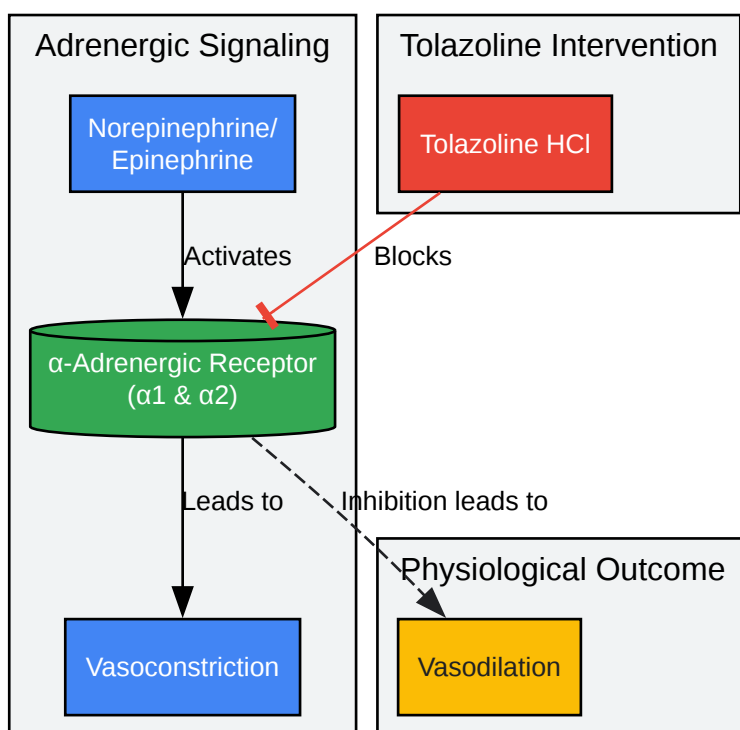 Adrenergic Signaling
Tolazoline Intervention
Norepinephrine/
Epinephrine
Tolazoline HCl
Activates
Blocks
α-Adrenergic Receptor
(α1 & α2)
Leads to
Inhibition leads to
Physiological Outcome
Vasoconstriction
Vasodilation